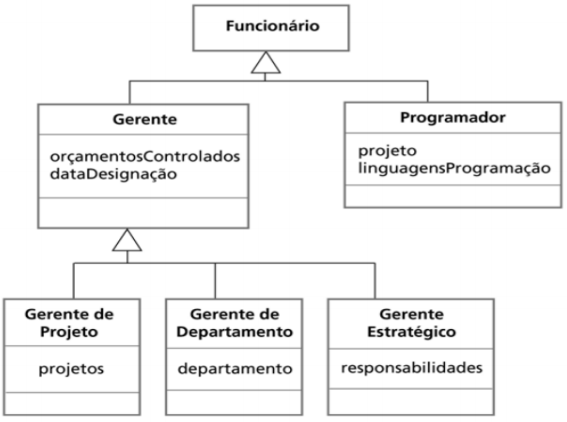 Funcionário
Gerente
orçamentosControlados
dataDesignação
Programador
projeto
linguagensProgramação
Gerente de
Projeto
projetos
Gerente de
Departamento
departamento
Gerente
Estratégico
responsabilidades